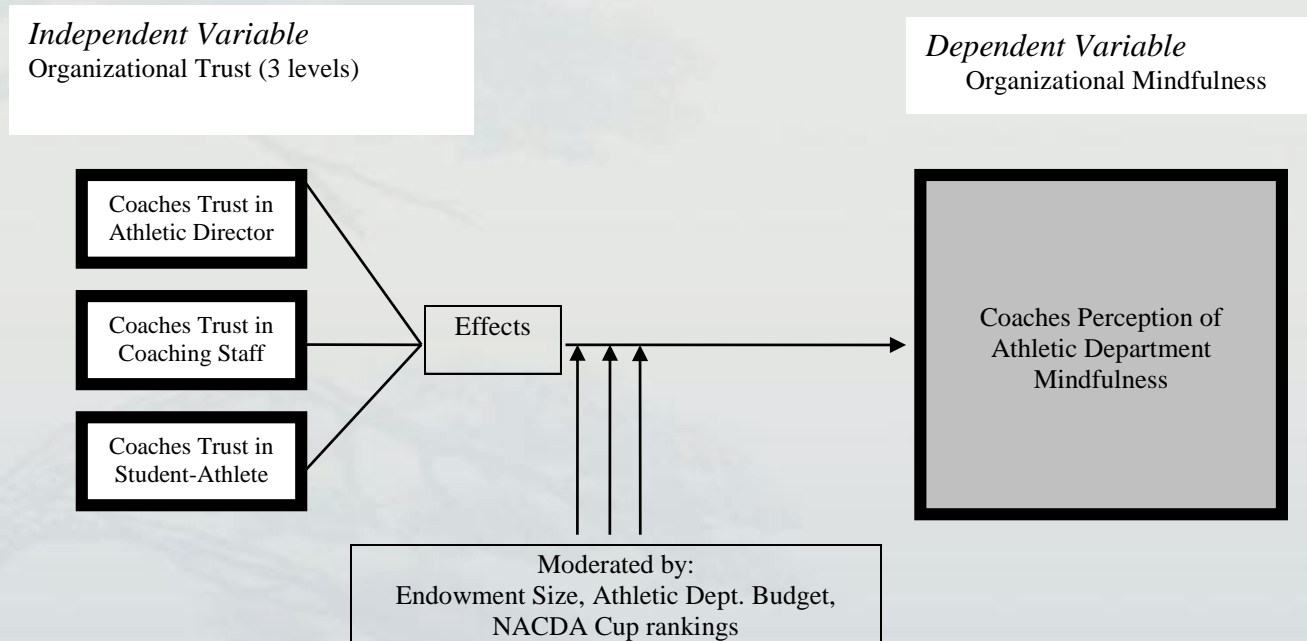 Independent Variable
Organizational Trust (3 levels)
Dependent Variable
Organizational Mindfulness
Coaches Trust in
Athletic Director
Coaches Trust in
Coaching Staff
Coaches Trust in
Student-Athlete
Effects
Coaches Perception of
Athletic Department
Mindfulness
Moderated by:
Endowment Size, Athletic Dept. Budget,
NACDA Cup rankings